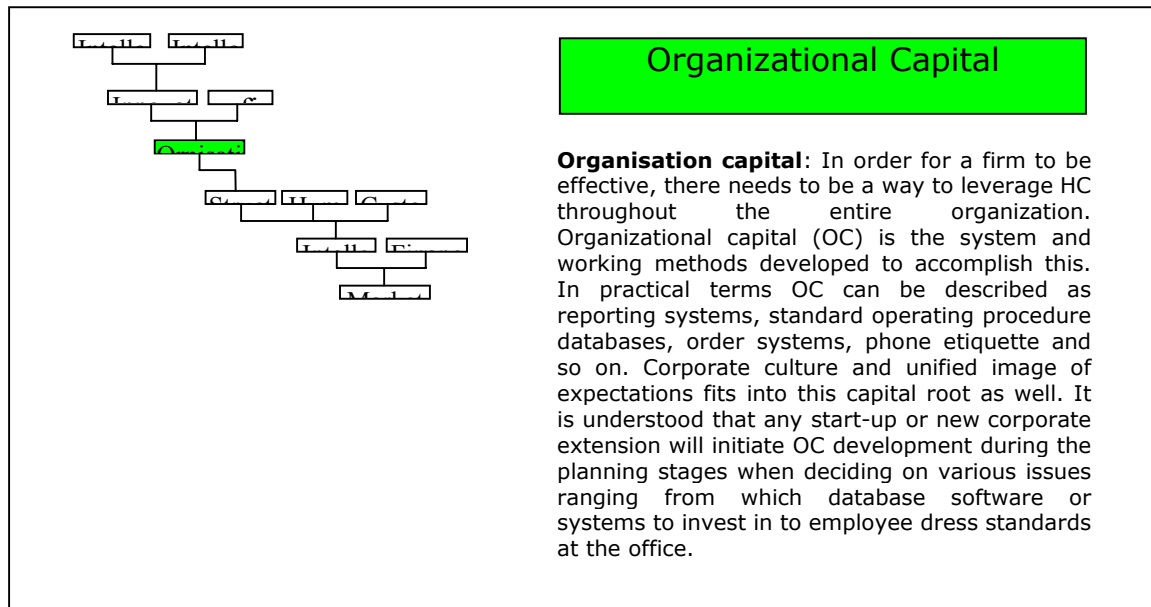 Organizational Capital
Organisation capital: In order for a firm to be
effective, there needs to be a way to leverage HC
throughout the entire organization.
Organizational capital (OC) is the system and
working methods developed to accomplish this.
In practical terms OC can be described as
reporting systems, standard operating procedure
databases, order systems, phone etiquette and
so on. Corporate culture and unified image of
expectations fits into this capital root as well. It
is understood that any start-up or new corporate
extension will initiate OC development during the
planning stages when deciding on various issues
ranging from which database software or
systems to invest in to employee dress standards
at the office.